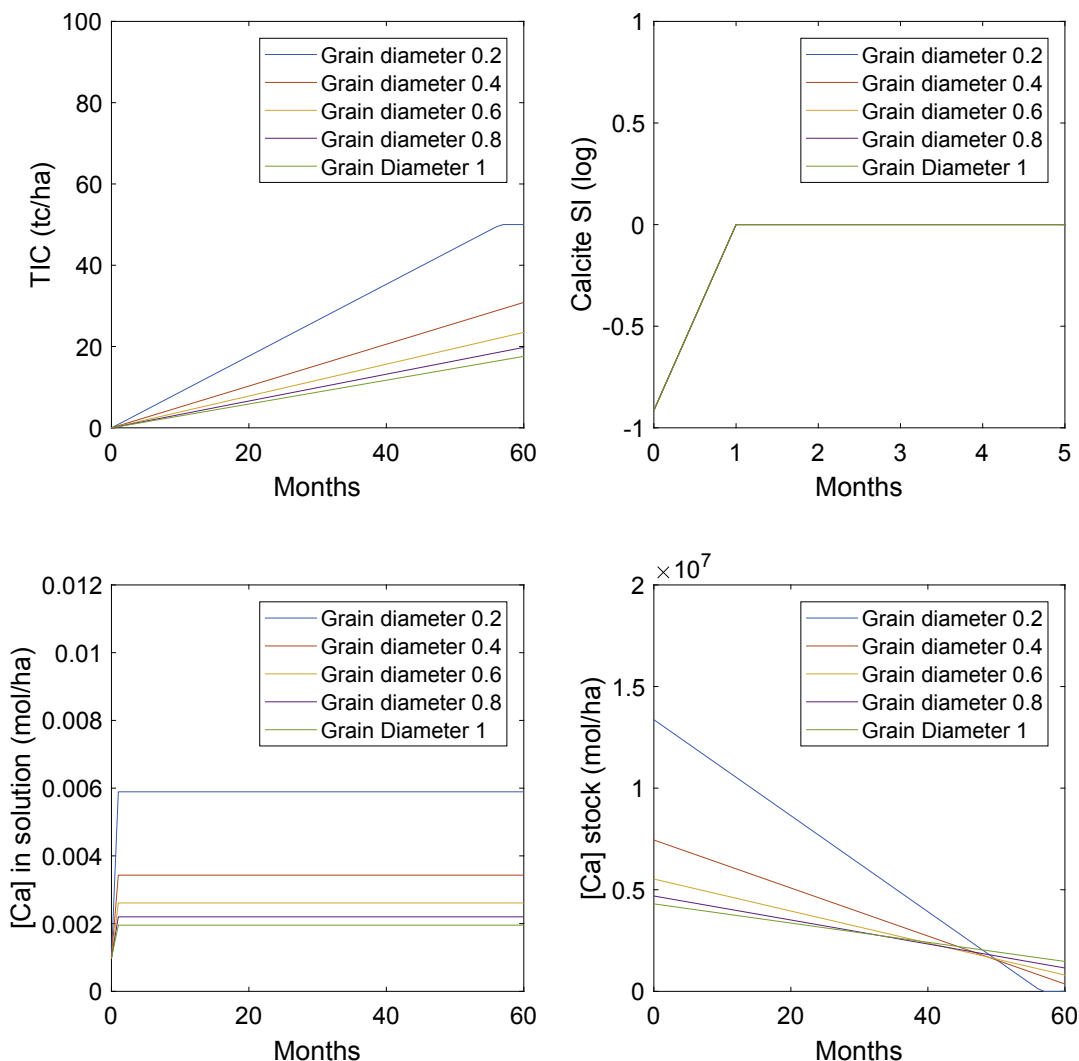 TIC (tc/ha)
100
80
60
40
20
0
0 20 40 60
Months
Grain diameter 0.2
Grain diameter 0.4
Grain diameter 0.6
Grain diameter 0.8
Grain Diameter 1
Calcite SI (log)
1
0.5
0
-0.5
-1
0 1 2 3 4 5
Months
Grain diameter 0.2
Grain diameter 0.4
Grain diameter 0.6
Grain diameter 0.8
Grain Diameter 1
[Ca] in solution (mol/ha)
0.012
0.01
0.008
0.006
0.004
0.002
0
0 20 40 60
Months
Grain diameter 0.2
Grain diameter 0.4
Grain diameter 0.6
Grain diameter 0.8
Grain Diameter 1
[Ca] stock (mol/ha)
×10⁷
2
1.5
1
0.5
0
0 20 40 60
Months
Grain diameter 0.2
Grain diameter 0.4
Grain diameter 0.6
Grain diameter 0.8
Grain Diameter 1